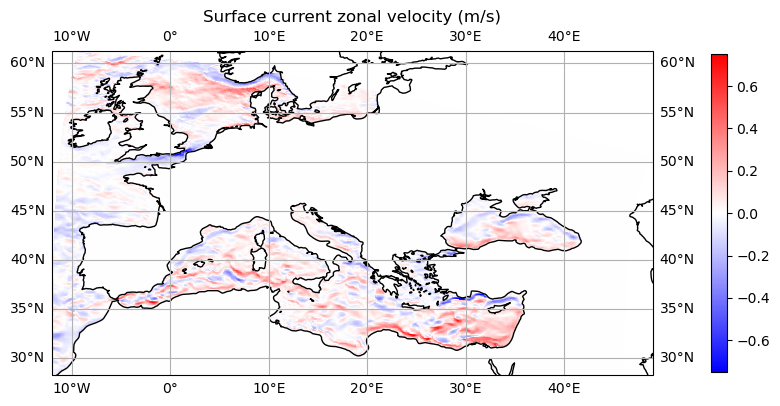 Surface current zonal velocity (m/s)
10°W 0° 10°E 20°E 30°E 40°E
60°N 60°N
55°N 55°N
50°N 50°N
45°N 45°N
40°N 40°N
35°N 35°N
30°N 30°N
10°W 0° 10°E 20°E 30°E 40°E
0.6
0.4
0.2
0.0
−0.2
−0.4
−0.6